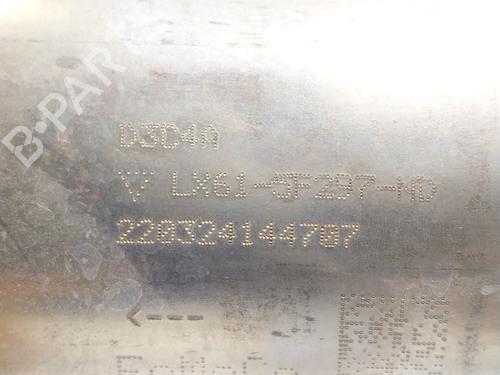 B-PARTS
D3D4A
LX61-5F297-HD
220324144707
<---